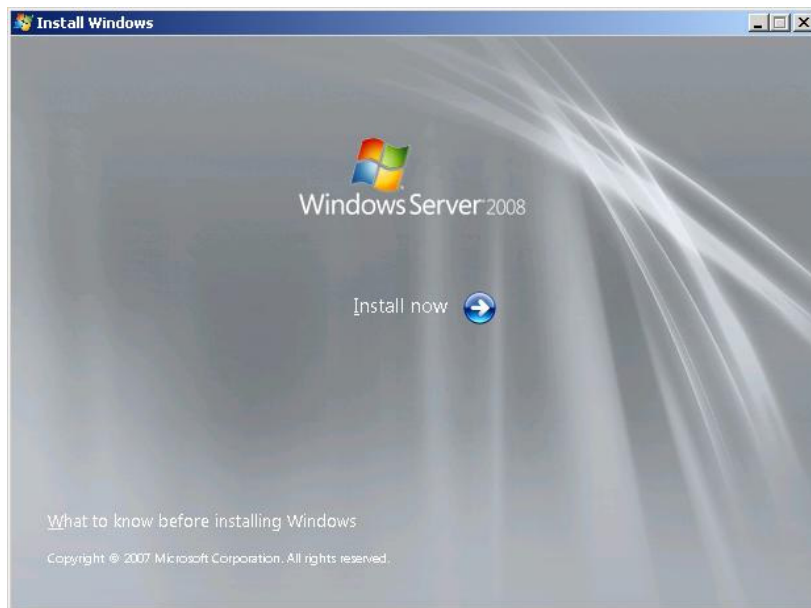 Install Windows
Windows Server 2008
Install now
What to know before installing Windows
Copyright © 2007 Microsoft Corporation. All rights reserved.